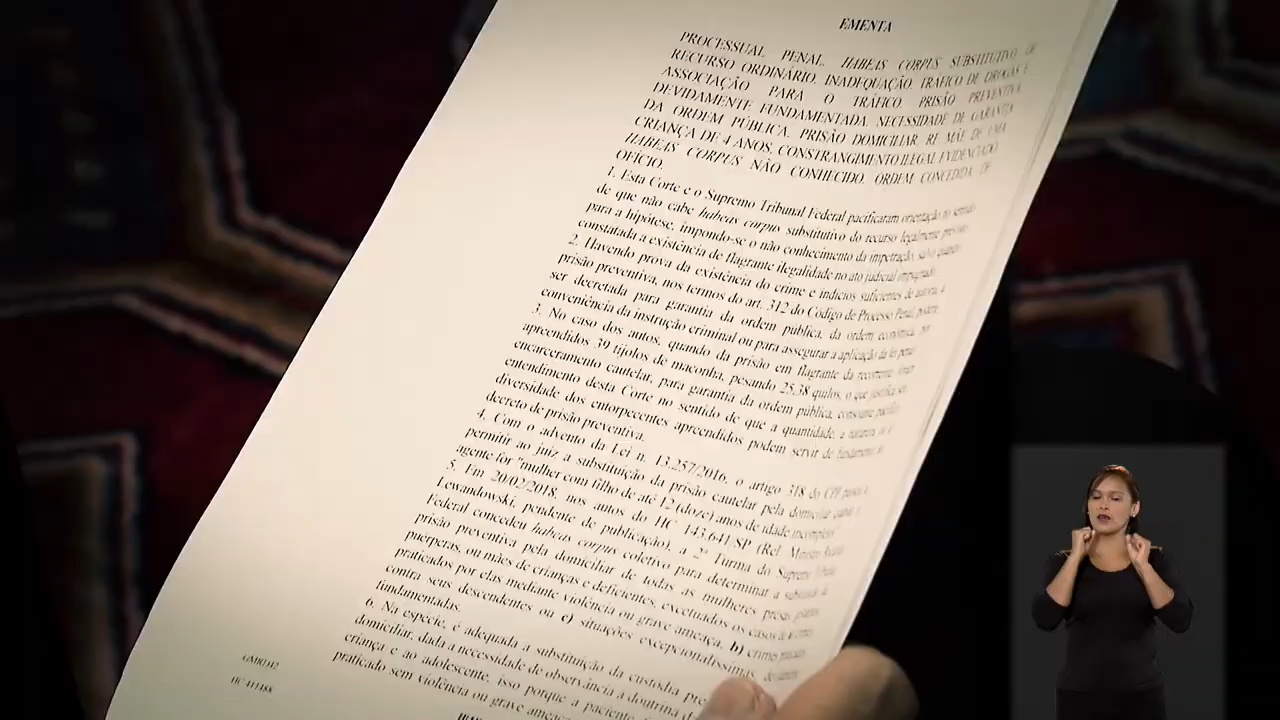 EMENTA
PROCESSUAL PENAL. HABEAS CORPUS SUBSTITUTIVO DE
RECURSO ORDINÁRIO. INADEQUAÇÃO. TRÁFICO DE DROGAS E
ASSOCIAÇÃO PARA O TRÁFICO. PRISÃO PREVENTIVA
DEVIDAMENTE FUNDAMENTADA. NECESSIDADE DE GARANTIA
DA ORDEM PÚBLICA. PRISÃO DOMICILIAR. RÉ MÃE DE UMA
CRIANÇA DE 4 ANOS. CONSTRANGIMENTO ILEGAL EVIDENCIADO.
HABEAS CORPUS NÃO CONHECIDO. ORDEM CONCEDIDA DE
OFÍCIO.
1. Esta Corte e o Supremo Tribunal Federal pacificaram orientação no sentido
de que não cabe habeas corpus substitutivo do recurso legalmente previsto
para a hipótese, impondo-se o não conhecimento da impetração, salvo quando
constatada a existência de flagrante ilegalidade no ato judicial impugnado.
2. Havendo prova da existência do crime e indícios suficientes de autoria, a
prisão preventiva, nos termos do art. 312 do Código de Processo Penal, poderá
ser decretada para garantia da ordem pública, da ordem econômica, por
conveniência da instrução criminal ou para assegurar a aplicação da lei penal.
3. No caso dos autos, quando da prisão em flagrante da recorrente, foram
apreendidos 39 tijolos de maconha, pesando 25,38 quilos, o que justifica seu
encarceramento cautelar, para garantia da ordem pública, consoante pacífico
entendimento desta Corte no sentido de que a quantidade, a natureza ou a
diversidade dos entorpecentes apreendidos podem servir de fundamento ao
decreto de prisão preventiva.
4. Com o advento da Lei n. 13.257/2016, o artigo 318 do CPP passou a
permitir ao juiz a substituição da prisão cautelar pela domiciliar quando o
agente for "mulher com filho de até 12 (doze) anos de idade incompletos
5. Em 20/02/2018, nos autos do HC 143.641/SP (Rel. Ministro Ricardo
Lewandowski, pendente de publicação), a 2ª Turma do Supremo Tribunal
Federal concedeu habeas corpus coletivo para determinar a substituição da
prisão preventiva pela domiciliar de todas as mulheres presas,
puérperas, ou mães de crianças e deficientes, excetuados os casos
praticados por elas mediante violência ou grave ameaça, b) crimes
contra seus descendentes ou c) situações excepcionalíssimas,
fundamentadas.
6. Na espécie, é adequada a substituição da custódia pre
domiciliar, dada a necessidade de observância à doutrina d
criança e ao adolescente, isso porque a paciente
praticado sem violência ou grave ameaça
HC 411488